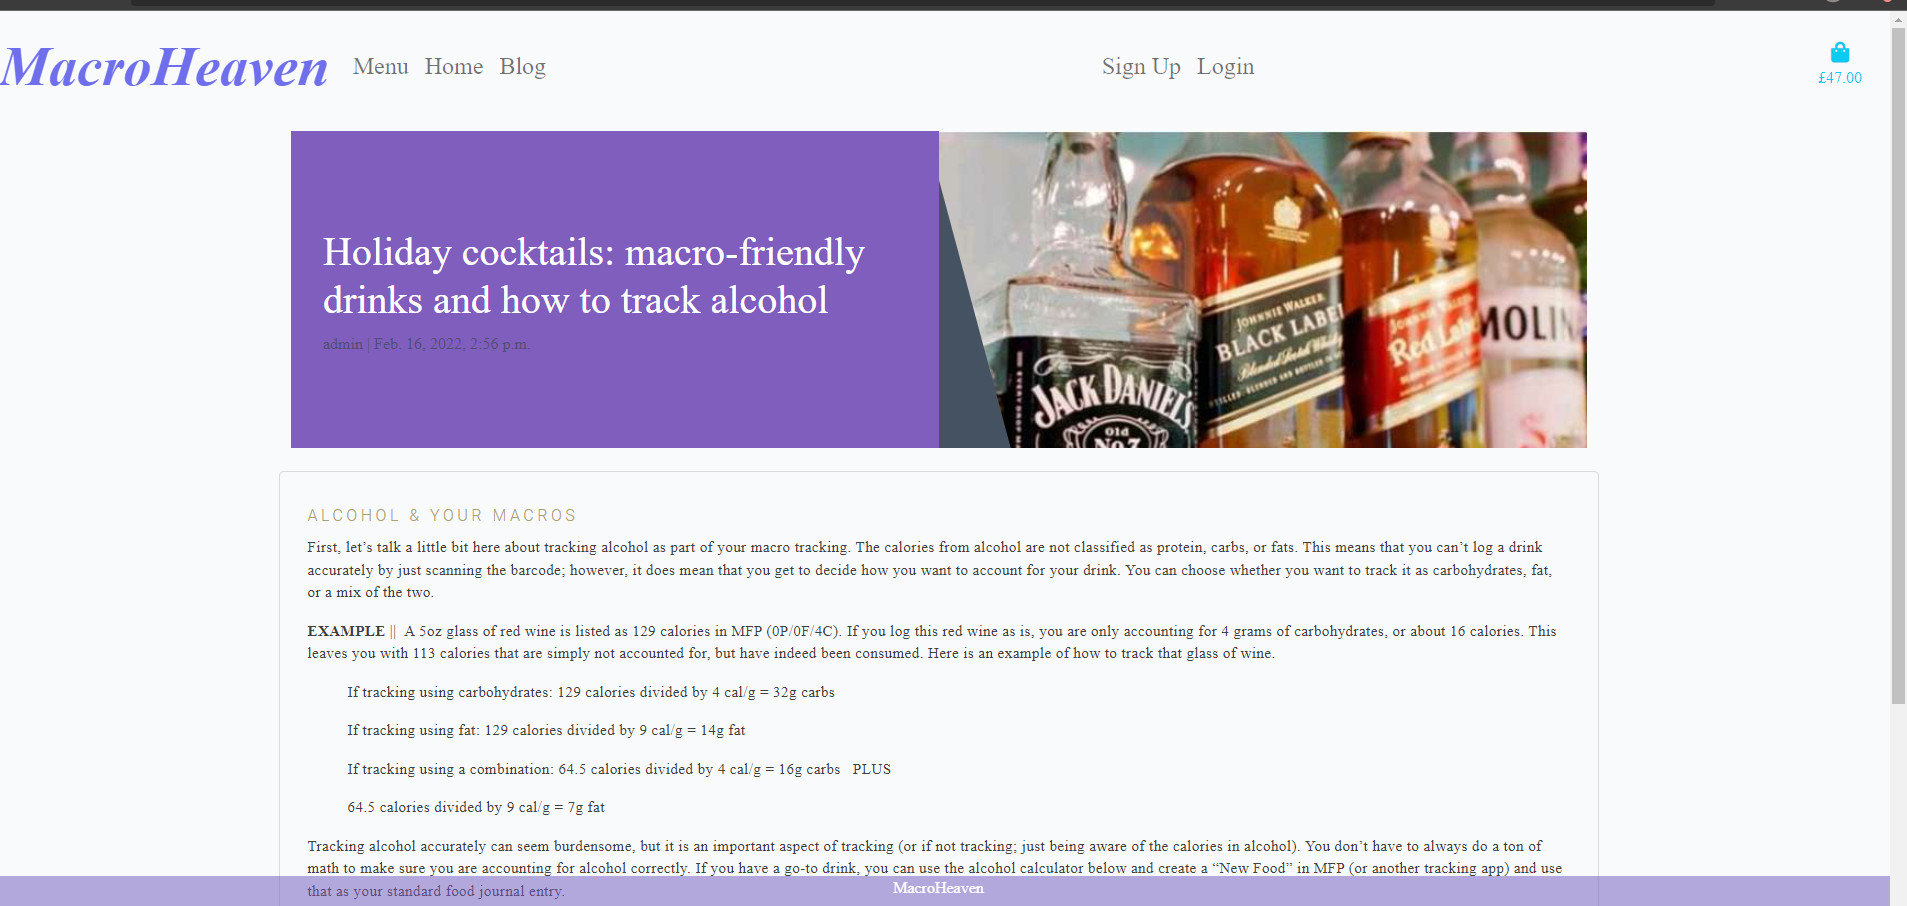 MacroHeaven Menu Home Blog Sign Up Login
£47.00
Holiday cocktails: macro-friendly
drinks and how to track alcohol
admin | Feb. 16, 2022, 2:56 p.m.
JOHNNIE WALKER
BLACK LABEL
Blended Scotch Whisky
JOHNNIE WALKER
Red Label
MOLIN
JACK DANIEL'S
Old
No.7
ALCOHOL & YOUR MACROS
First, let’s talk a little bit here about tracking alcohol as part of your macro tracking. The calories from alcohol are not classified as protein, carbs, or fats. This means that you can’t log a drink
accurately by just scanning the barcode; however, it does mean that you get to decide how you want to account for your drink. You can choose whether you want to track it as carbohydrates, fat,
or a mix of the two.
EXAMPLE || A 5oz glass of red wine is listed as 129 calories in MFP (0P/0F/4C). If you log this red wine as is, you are only accounting for 4 grams of carbohydrates, or about 16 calories. This
leaves you with 113 calories that are simply not accounted for, but have indeed been consumed. Here is an example of how to track that glass of wine.
If tracking using carbohydrates: 129 calories divided by 4 cal/g = 32g carbs
If tracking using fat: 129 calories divided by 9 cal/g = 14g fat
If tracking using a combination: 64.5 calories divided by 4 cal/g = 16g carbs PLUS
64.5 calories divided by 9 cal/g = 7g fat
Tracking alcohol accurately can seem burdensome, but it is an important aspect of tracking (or if not tracking; just being aware of the calories in alcohol). You don’t have to always do a ton of
math to make sure you are accounting for alcohol correctly. If you have a go-to drink, you can use the alcohol calculator below and create a “New Food” in MFP (or another tracking app) and use
that as your standard food journal entry.
MacroHeaven